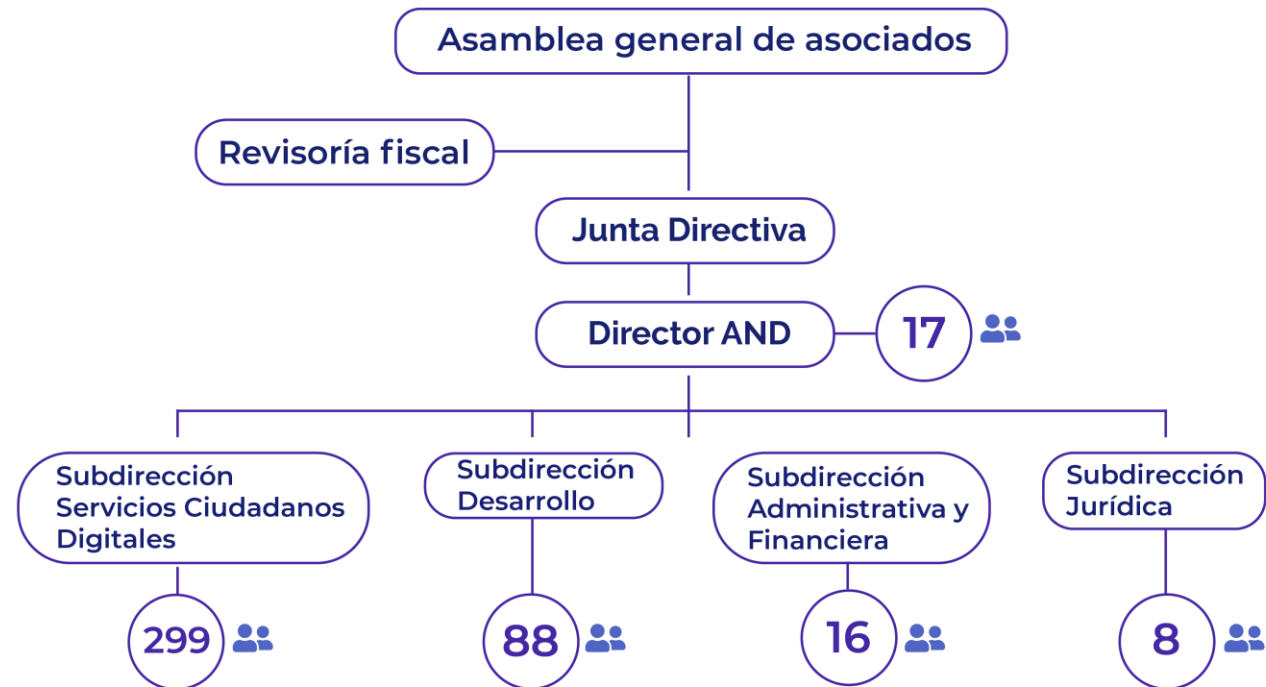 Asamblea general de asociados
Revisoría fiscal
Junta Directiva
Director AND
17
Subdirección
Servicios Ciudadanos
Digitales
299
Subdirección
Desarrollo
88
Subdirección
Administrativa y
Financiera
16
Subdirección
Jurídica
8